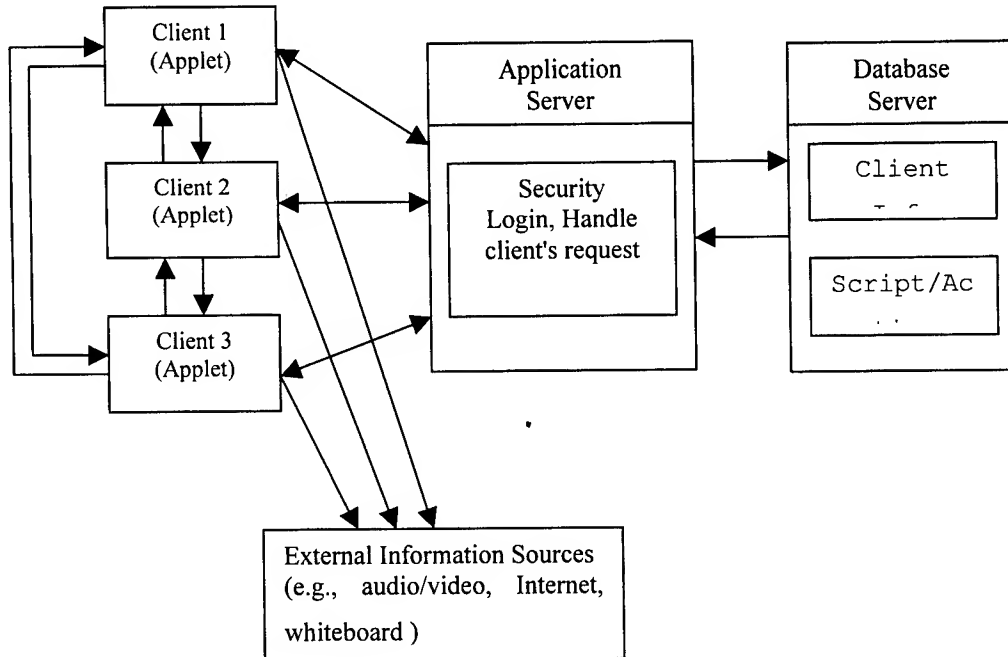 Client 1
(Applet)
Client 2
(Applet)
Client 3
(Applet)
Application
Server
Security
Login, Handle
client's request
Database
Server
Client
Script/Ac
External Information Sources
(e.g., audio/video, Internet,
whiteboard )